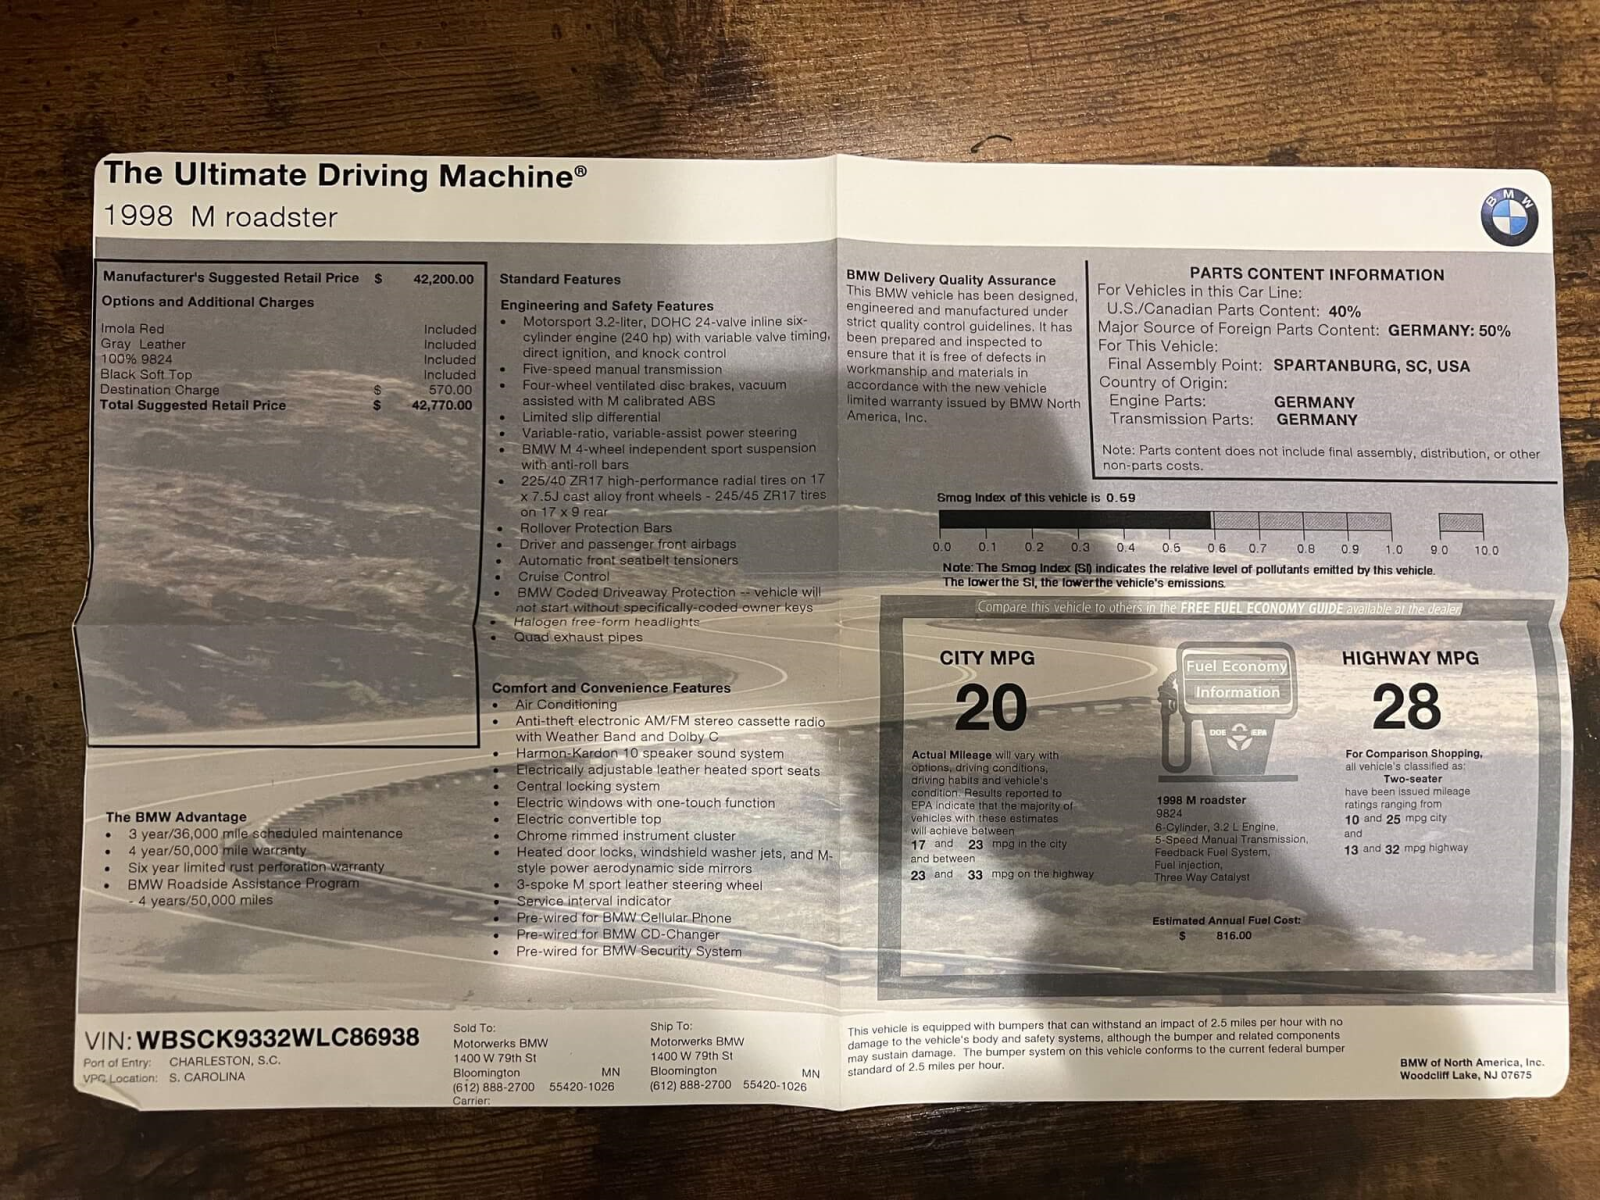 The Ultimate Driving Machine®
1998 M roadster
BMW
Manufacturer's Suggested Retail Price $ 42,200.00
Options and Additional Charges
Imola Red Included
Gray Leather Included
100% 9824 Included
Black Soft Top Included
Destination Charge $ 570.00
Total Suggested Retail Price $ 42,770.00
The BMW Advantage
• 3 year/36,000 mile scheduled maintenance
• 4 year/50,000 mile warranty
• Six year limited rust perforation warranty
• BMW Roadside Assistance Program
- 4 years/50,000 miles
Standard Features
Engineering and Safety Features
• Motorsport 3.2-liter, DOHC 24-valve inline six-
cylinder engine (240 hp) with variable valve timing,
direct ignition, and knock control
• Five-speed manual transmission
• Four-wheel ventilated disc brakes, vacuum
assisted with M calibrated ABS
• Limited slip differential
• Variable-ratio, variable-assist power steering
• BMW M 4-wheel independent sport suspension
with anti-roll bars
• 225/40 ZR17 high-performance radial tires on 17
x 7.5J cast alloy front wheels - 245/45 ZR17 tires
on 17 x 9 rear
• Rollover Protection Bars
• Driver and passenger front airbags
• Automatic front seatbelt tensioners
• Cruise Control
• BMW Coded Driveaway Protection -- vehicle will
not start without specifically-coded owner keys
• Halogen free-form headlights
• Quad exhaust pipes
Comfort and Convenience Features
• Air Conditioning
• Anti-theft electronic AM/FM stereo cassette radio
with Weather Band and Dolby C
• Harmon-Kardon 10 speaker sound system
• Electrically adjustable leather heated sport seats
• Central locking system
• Electric windows with one-touch function
• Electric convertible top
• Chrome rimmed instrument cluster
• Heated door locks, windshield washer jets, and M-
style power aerodynamic side mirrors
• 3-spoke M sport leather steering wheel
• Service interval indicator
• Pre-wired for BMW Cellular Phone
• Pre-wired for BMW CD-Changer
• Pre-wired for BMW Security System
BMW Delivery Quality Assurance
This BMW vehicle has been designed,
engineered and manufactured under
strict quality control guidelines. It has
been prepared and inspected to
ensure that it is free of defects in
workmanship and materials in
accordance with the new vehicle
limited warranty issued by BMW North
America, Inc.
PARTS CONTENT INFORMATION
For Vehicles in this Car Line:
U.S./Canadian Parts Content: 40%
Major Source of Foreign Parts Content: GERMANY: 50%
For This Vehicle:
Final Assembly Point: SPARTANBURG, SC, USA
Country of Origin:
Engine Parts: GERMANY
Transmission Parts: GERMANY
Note: Parts content does not include final assembly, distribution, or other
non-parts costs.
Smog Index of this vehicle is 0.59
0.0 0.1 0.2 0.3 0.4 0.5 0.6 0.7 0.8 0.9 1.0 9.0 10.0
Note: The Smog Index (SI) indicates the relative level of pollutants emitted by this vehicle.
The lower the SI, the lower the vehicle's emissions.
Compare this vehicle to others in the FREE FUEL ECONOMY GUIDE available at the dealer
CITY MPG
20
Actual Mileage will vary with
options, driving conditions,
driving habits and vehicle's
condition. Results reported to
EPA indicate that the majority of
vehicles with these estimates
will achieve between
17 and 23 mpg in the city
and between
23 and 33 mpg on the highway
Fuel Economy
Information
DOE EPA
1998 M roadster
9824
6-Cylinder, 3.2 L Engine,
5-Speed Manual Transmission,
Feedback Fuel System,
Fuel injection,
Three Way Catalyst
Estimated Annual Fuel Cost:
$ 816.00
HIGHWAY MPG
28
For Comparison Shopping,
all vehicle's classified as:
Two-seater
have been issued mileage
ratings ranging from
10 and 25 mpg city
and
13 and 32 mpg highway
VIN: WBSCK9332WLC86938
Port of Entry: CHARLESTON, S.C.
VPC Location: S. CAROLINA
Sold To:
Motorwerks BMW
1400 W 79th St
Bloomington MN
(612) 888-2700 55420-1026
Carrier:
Ship To:
Motorwerks BMW
1400 W 79th St
Bloomington MN
(612) 888-2700 55420-1026
This vehicle is equipped with bumpers that can withstand an impact of 2.5 miles per hour with no
damage to the vehicle's body and safety systems, although the bumper and related components
may sustain damage. The bumper system on this vehicle conforms to the current federal bumper
standard of 2.5 miles per hour.
BMW of North America, Inc.
Woodcliff Lake, NJ 07675